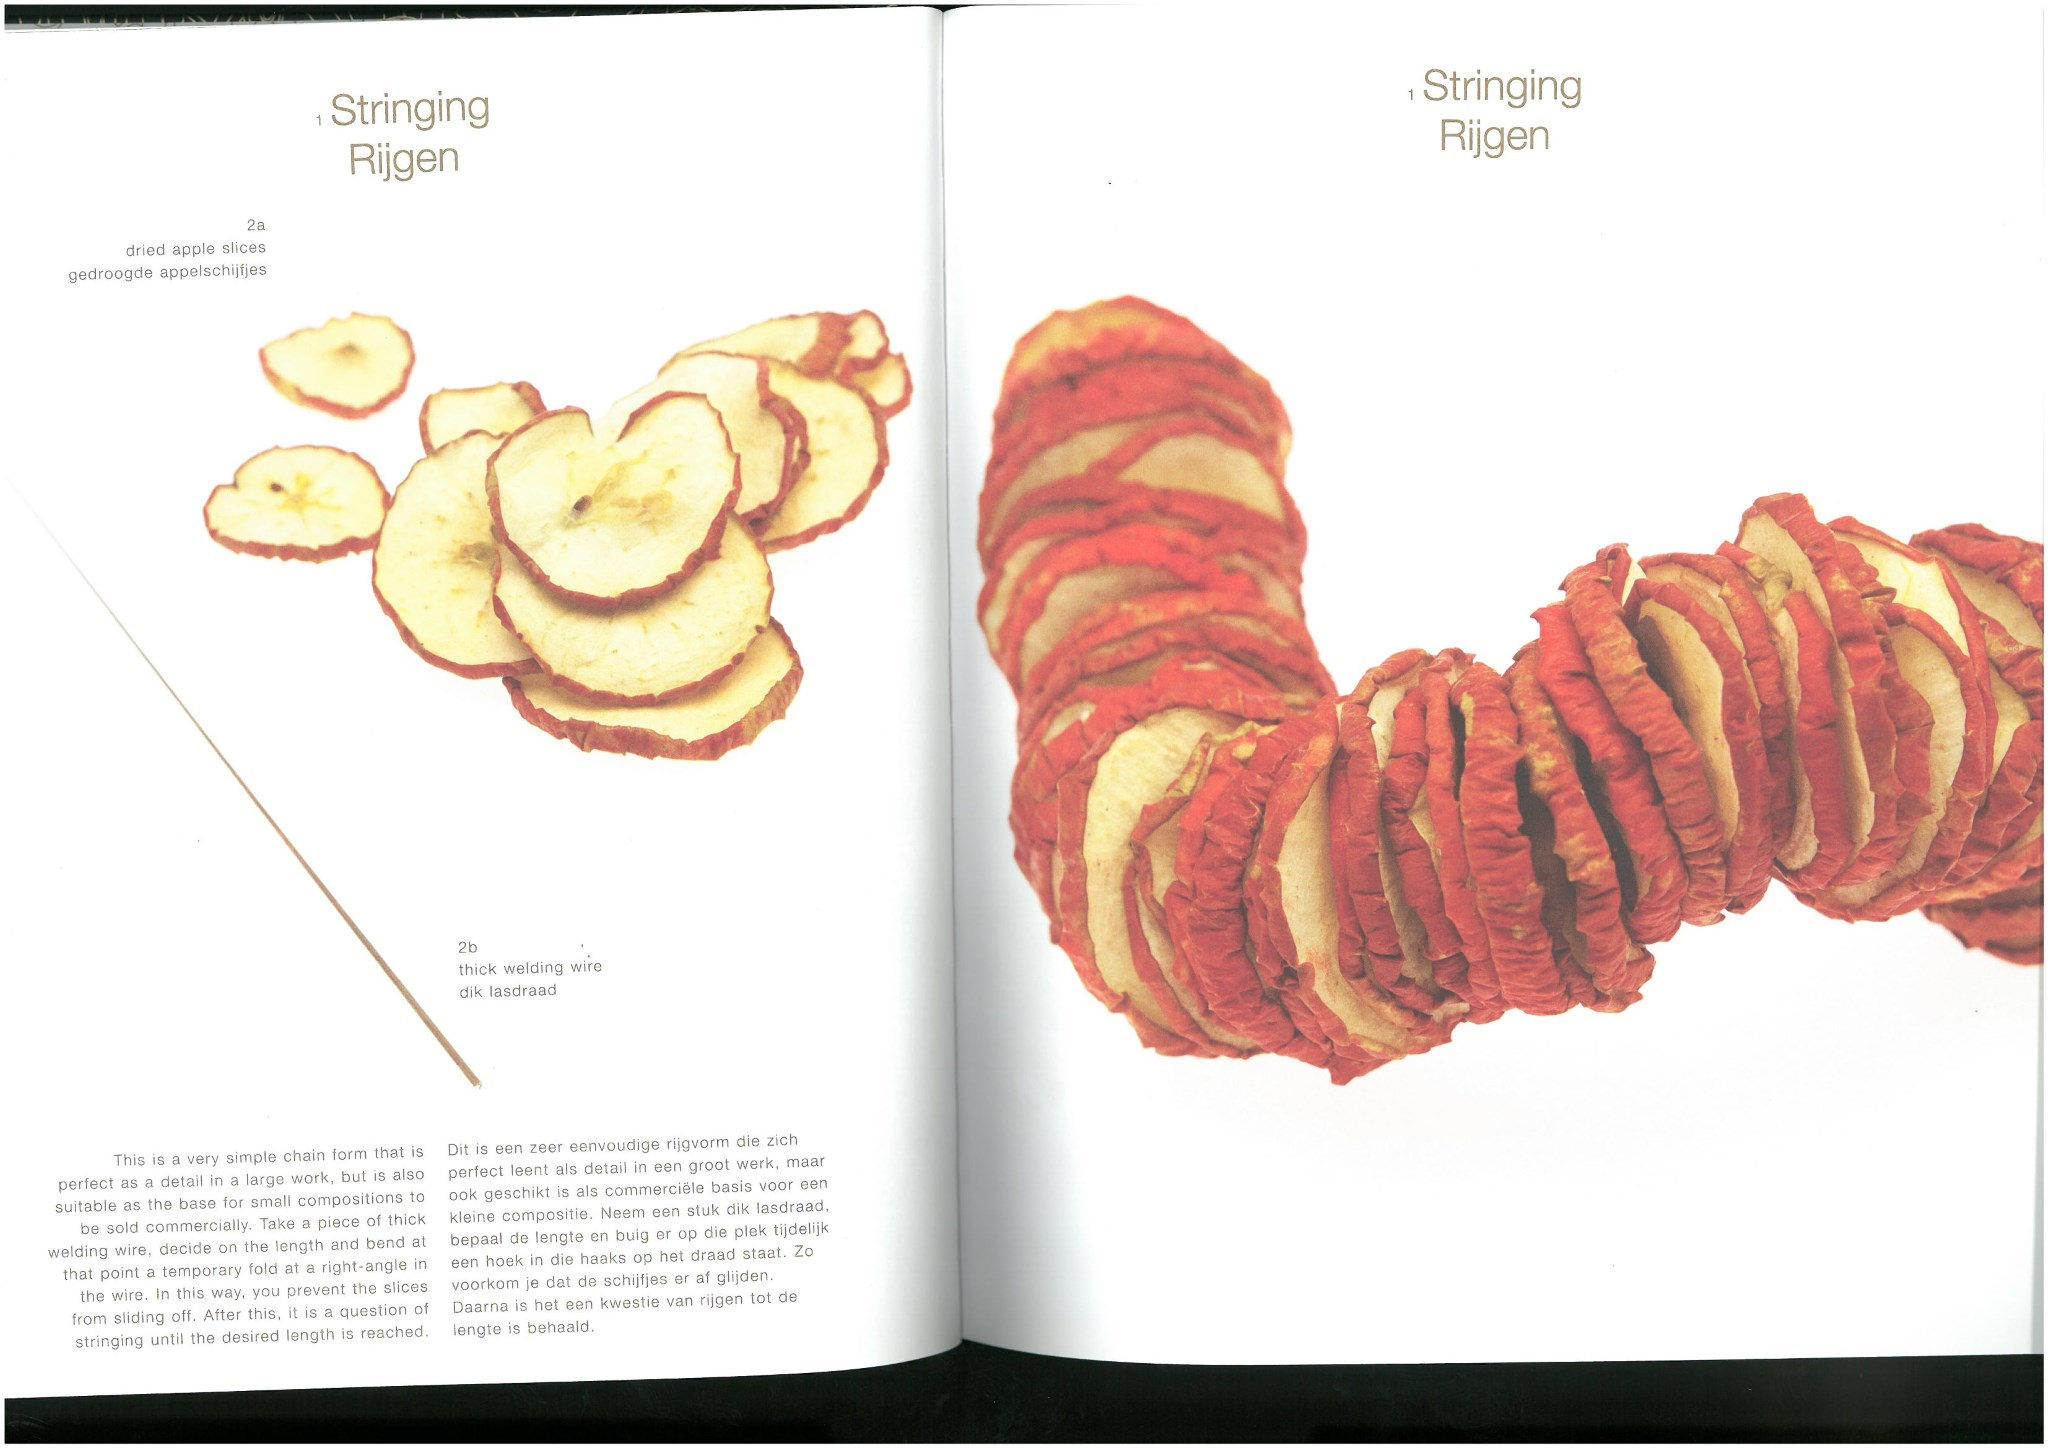 1 Stringing
Rijgen
2a
dried apple slices
gedroogde appelschijfjes
2b
thick welding wire
dik lasdraad
This is a very simple chain form that is
perfect as a detail in a large work, but is also
suitable as the base for small compositions to
be sold commercially. Take a piece of thick
welding wire, decide on the length and bend at
that point a temporary fold at a right-angle in
the wire. In this way, you prevent the slices
from sliding off. After this, it is a question of
stringing until the desired length is reached.
Dit is een zeer eenvoudige rijgvorm die zich
perfect leent als detail in een groot werk, maar
ook geschikt is als commerciële basis voor een
kleine compositie. Neem een stuk dik lasdraad,
bepaal de lengte en buig er op die plek tijdelijk
een hoek in die haaks op het draad staat. Zo
voorkom je dat de schijfjes er af glijden.
Daarna is het een kwestie van rijgen tot de
lengte is behaald.
1 Stringing
Rijgen